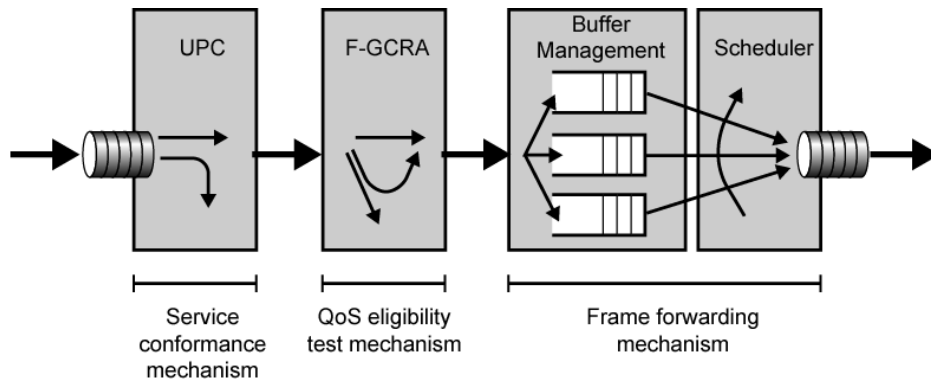 UPC
F-GCRA
Buffer
Management
Scheduler
Service
conformance
mechanism
QoS eligibility
test mechanism
Frame forwarding
mechanism